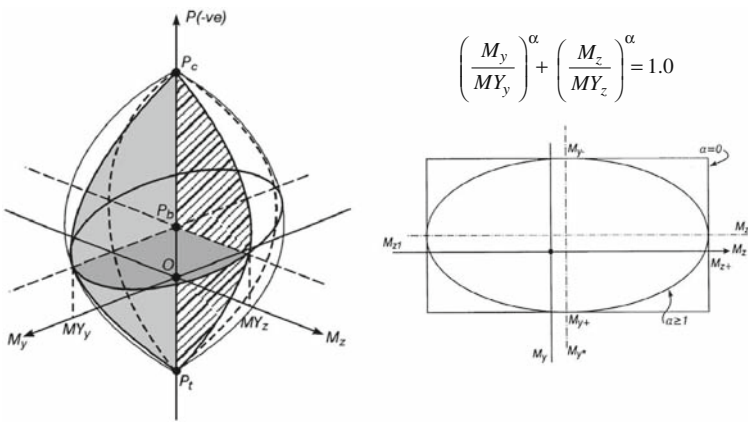 P(-ve)
P_c
P_b
O
M_y
MY_y
MY_z
M_z
P_t
(M_y/MY_y)^α + (M_z/MY_z)^α = 1.0
M_y-
α=0
M_z1
M_z
M_z+
M_y+
α≥1
M_y
M_y*